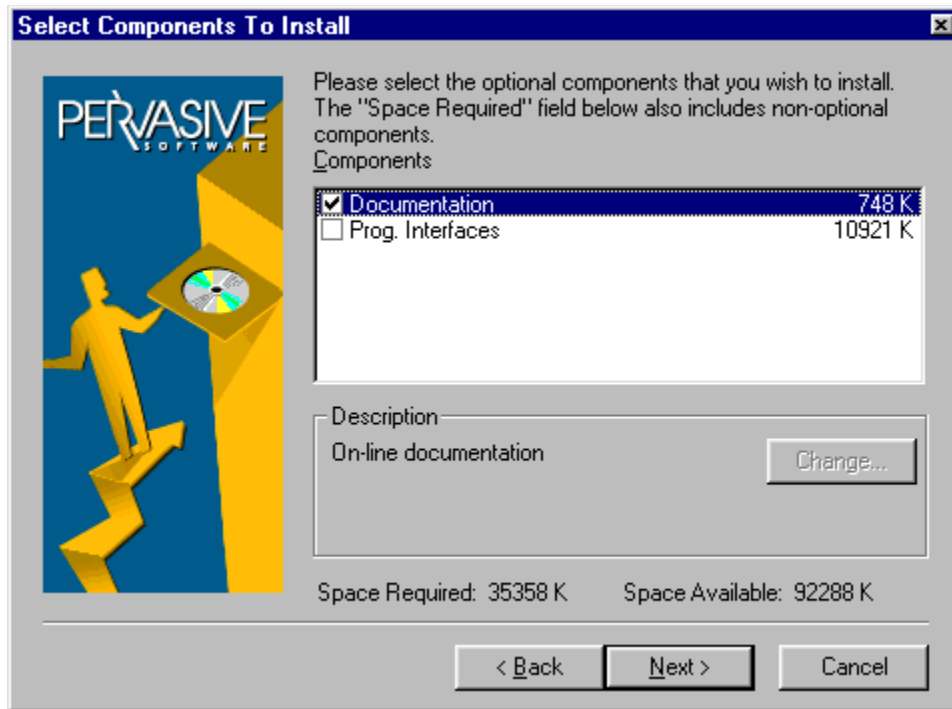 Select Components To Install
PERVASIVE
SOFTWARE
Please select the optional components that you wish to install.
The "Space Required" field below also includes non-optional
components.
Components
Documentation 748 K
Prog. Interfaces 10921 K
Description
On-line documentation
Change...
Space Required: 35358 K Space Available: 92288 K
< Back Next > Cancel